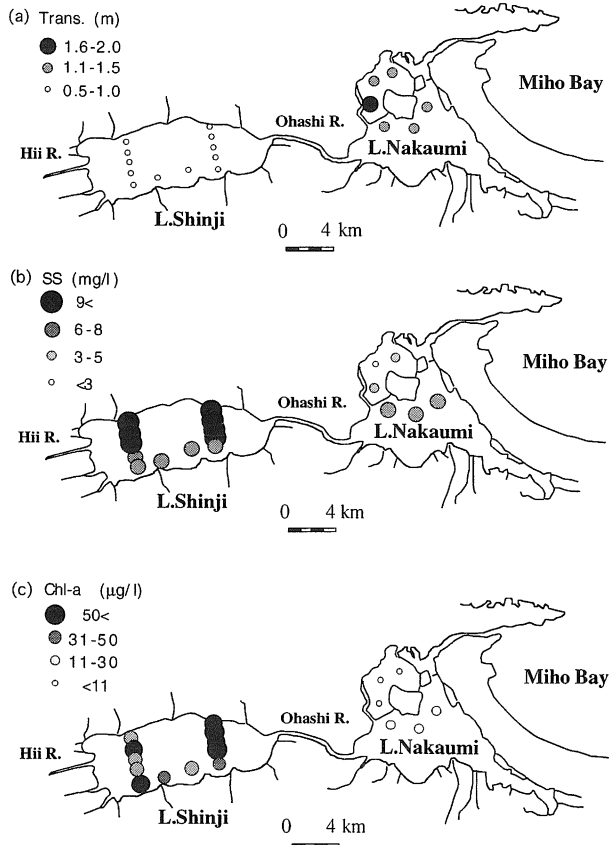 (a) Trans. (m)
1.6-2.0
1.1-1.5
0.5-1.0
Miho Bay
Ohashi R.
L.Nakaumi
Hii R.
L.Shinji
0 4 km
(b) SS (mg/l)
9<
6-8
3-5
<3
Miho Bay
Ohashi R.
L.Nakaumi
Hii R.
L.Shinji
0 4 km
(c) Chl-a (μg/l)
50<
31-50
11-30
<11
Miho Bay
Ohashi R.
L.Nakaumi
Hii R.
L.Shinji
0 4 km